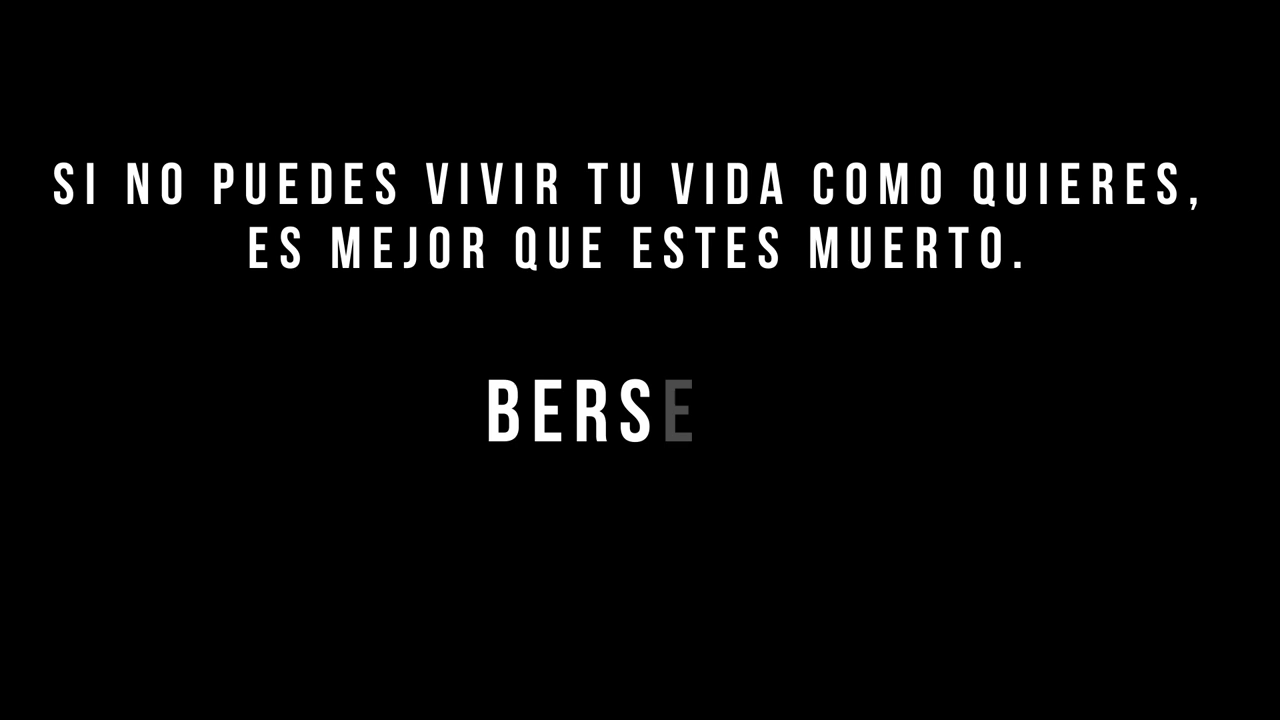 SI NO PUEDES VIVIR TU VIDA COMO QUIERES,
ES MEJOR QUE ESTES MUERTO.
BERSE